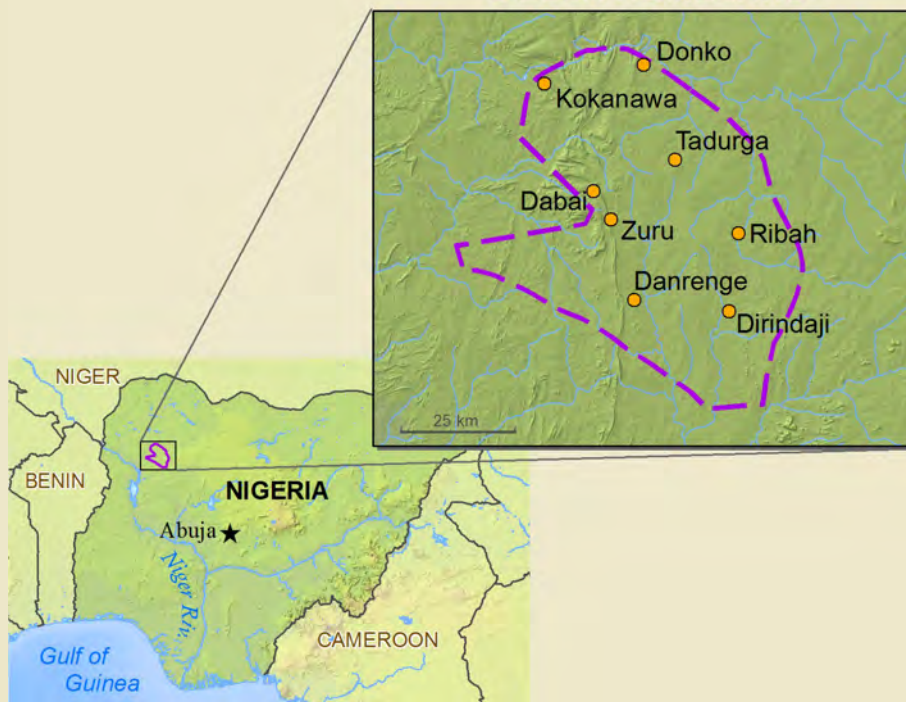 Donko
Kokanawa
Tadurga
Dabai
Zuru
Ribah
Danrenge
Dirindaji
25 km
NIGER
BENIN
NIGERIA
Abuja
Niger Riv.
CAMEROON
Gulf of
Guinea